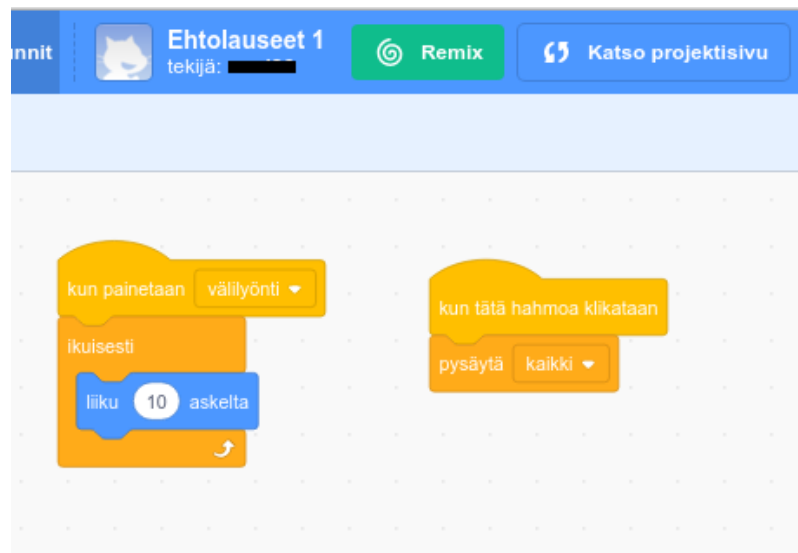 nnit
Ehtolauseet 1
tekijä:
Remix
Katso projektisivu
kun painetaan välilyönti
ikuisesti
liiku 10 askelta
kun tätä hahmoa klikataan
pysäytä kaikki